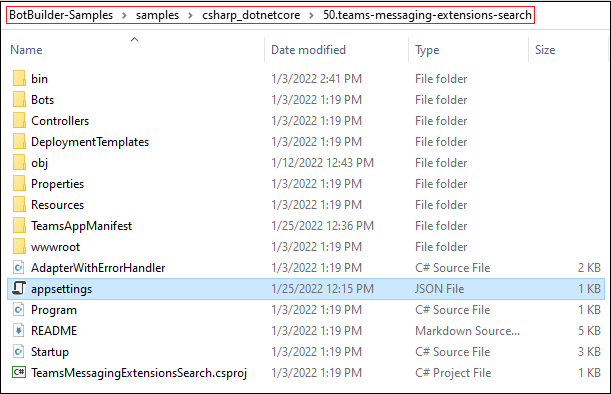 BotBuilder-Samples > samples > csharp_dotnetcore > 50.teams-messaging-extensions-search
Name Date modified Type Size
bin 1/3/2022 2:41 PM File folder
Bots 1/3/2022 1:19 PM File folder
Controllers 1/3/2022 1:19 PM File folder
DeploymentTemplates 1/3/2022 1:19 PM File folder
obj 1/12/2022 12:43 PM File folder
Properties 1/3/2022 1:19 PM File folder
Resources 1/3/2022 1:19 PM File folder
TeamsAppManifest 1/25/2022 12:36 PM File folder
wwwroot 1/3/2022 1:19 PM File folder
AdapterWithErrorHandler 1/3/2022 1:19 PM C# Source File 2 KB
appsettings 1/25/2022 12:15 PM JSON File 1 KB
Program 1/3/2022 1:19 PM C# Source File 1 KB
README 1/3/2022 1:19 PM Markdown Source... 5 KB
Startup 1/3/2022 1:19 PM C# Source File 3 KB
TeamsMessagingExtensionsSearch.csproj 1/3/2022 1:19 PM C# Project File 1 KB